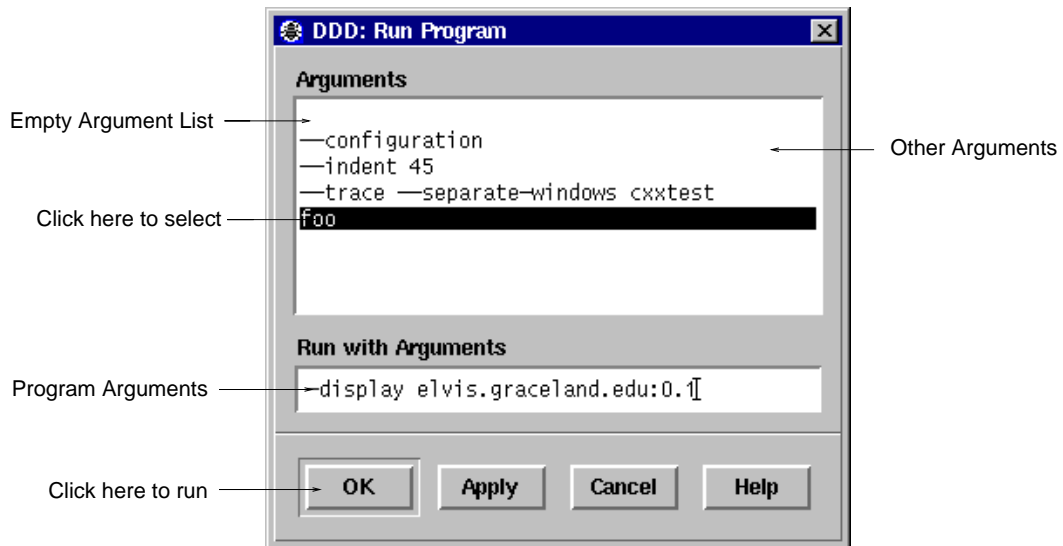 DDD: Run Program
Arguments
Empty Argument List
--configuration
--indent 45
Other Arguments
--trace --separate-windows cxxtest
Click here to select
foo
Run with Arguments
Program Arguments
-display elvis.graceland.edu:0.1
Click here to run
OK
Apply
Cancel
Help